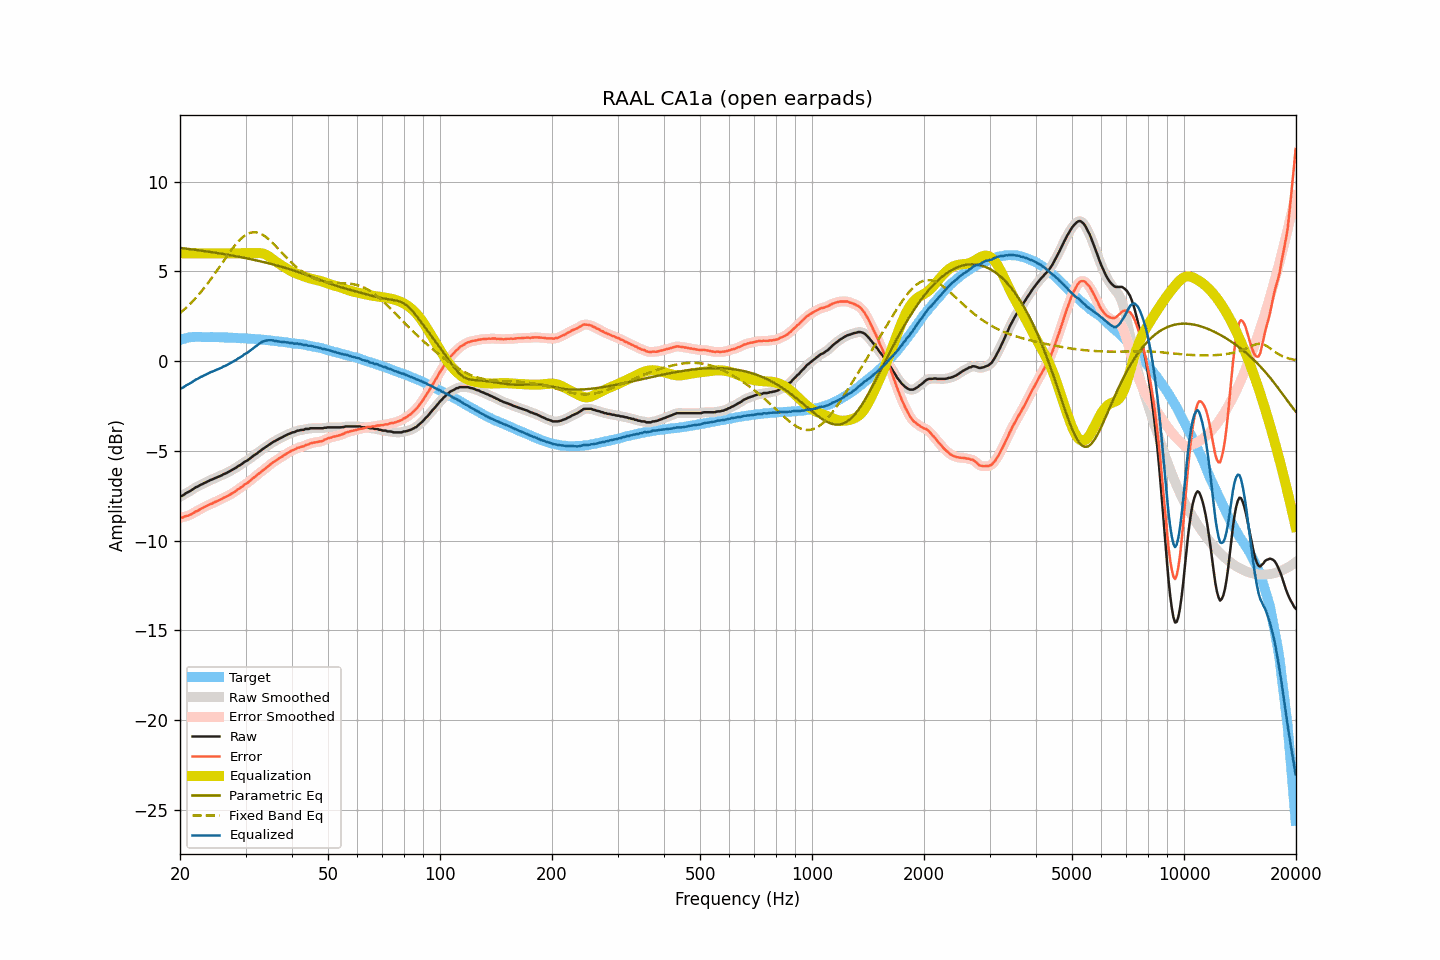 RAAL CA1a (open earpads)
Amplitude (dBr)
10
5
0
−5
−10
−15
−20
−25
Target
Raw Smoothed
Error Smoothed
Raw
Error
Equalization
Parametric Eq
Fixed Band Eq
Equalized
20 50 100 200 500 1000 2000 5000 10000 20000
Frequency (Hz)